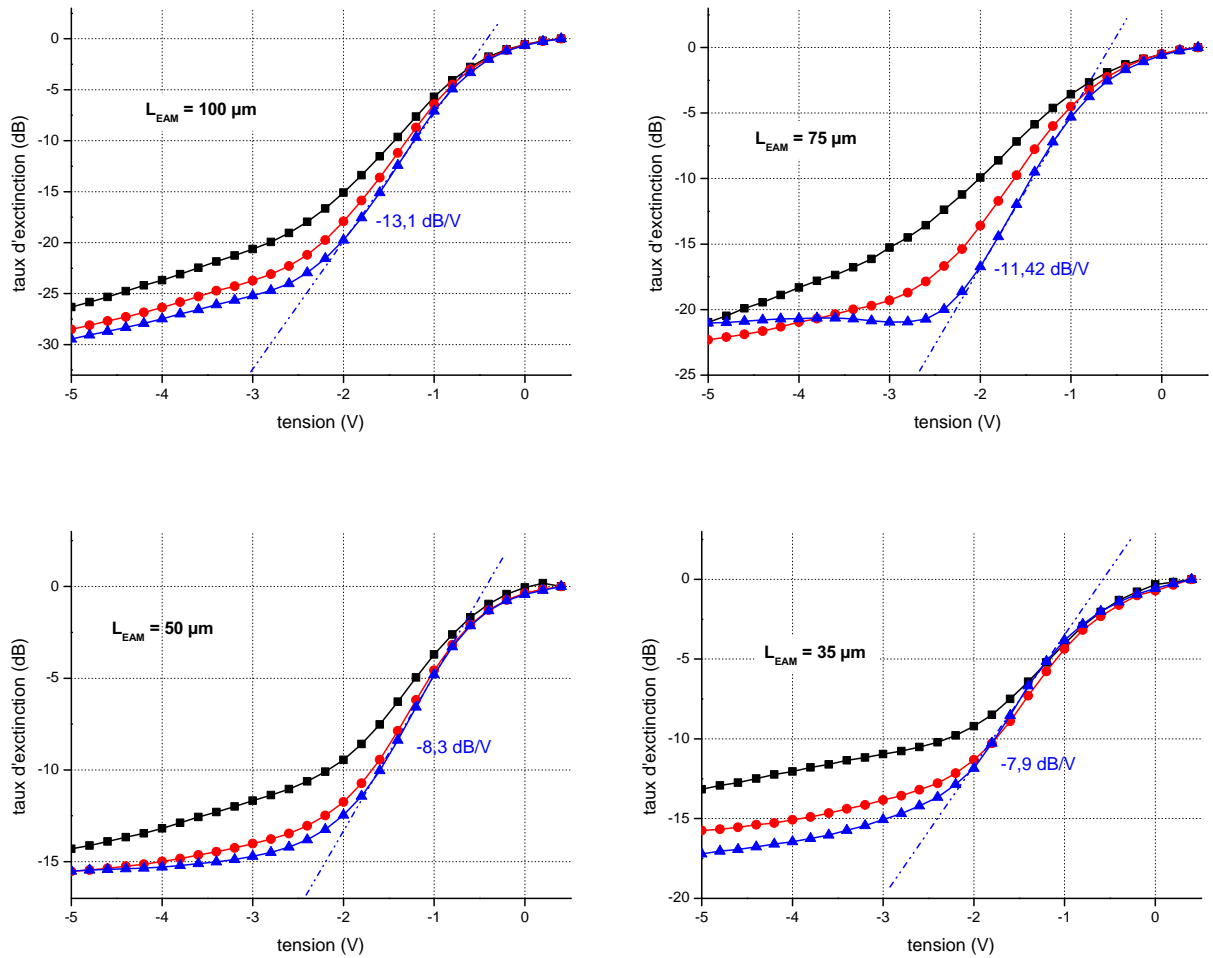 0
-5
-10
-15
-20
-25
-30
taux d'exctinction (dB)
L_EAM = 100 µm
-13,1 dB/V
-5 -4 -3 -2 -1 0
tension (V)
0
-5
-10
-15
-20
-25
taux d'exctinction (dB)
L_EAM = 75 µm
-11,42 dB/V
-5 -4 -3 -2 -1 0
tension (V)
0
-5
-10
-15
taux d'exctinction (dB)
L_EAM = 50 µm
-8,3 dB/V
-5 -4 -3 -2 -1 0
tension (V)
0
-5
-10
-15
-20
taux d'exctinction (dB)
L_EAM = 35 µm
-7,9 dB/V
-5 -4 -3 -2 -1 0
tension (V)